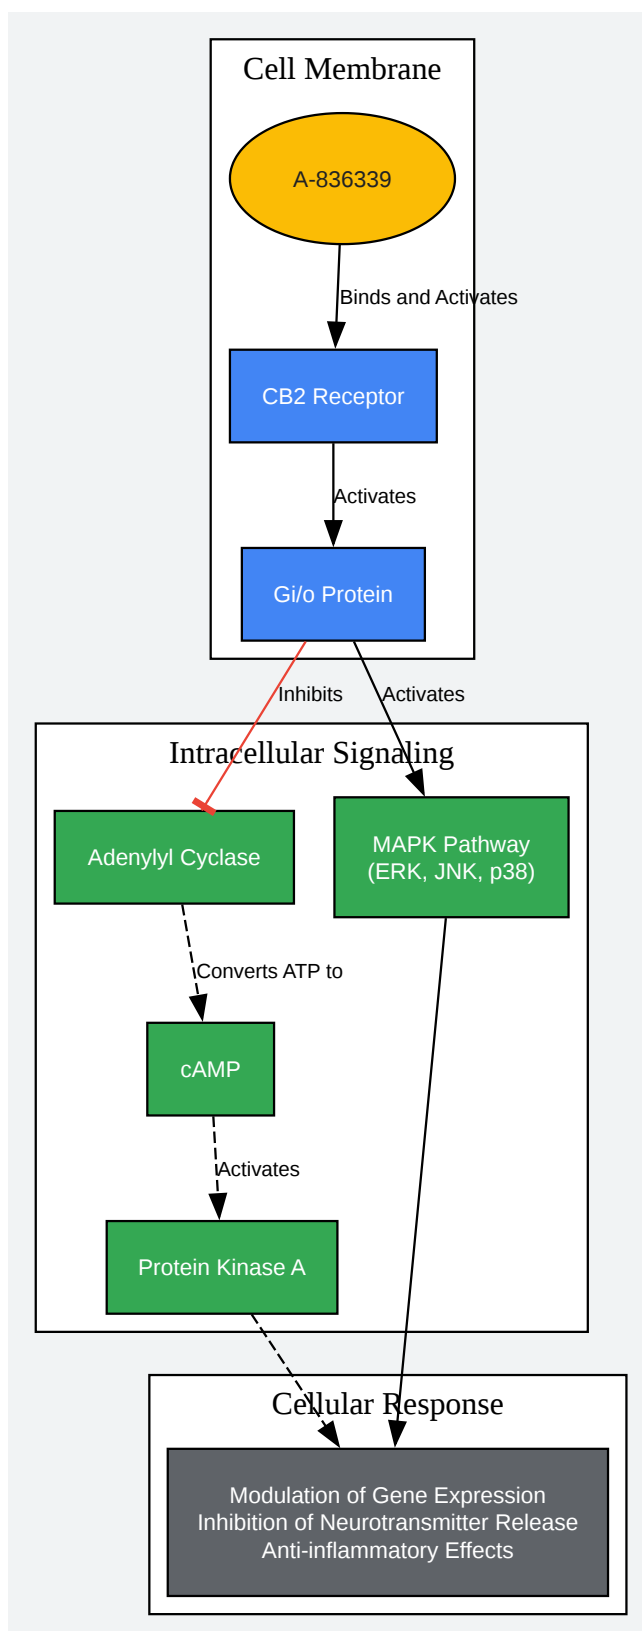 Cell Membrane
A-836339
Binds and Activates
CB2 Receptor
Activates
Gi/o Protein
Inhibits
Activates
Intracellular Signaling
Adenylyl Cyclase
MAPK Pathway
(ERK, JNK, p38)
Converts ATP to
cAMP
Activates
Protein Kinase A
Cellular Response
Modulation of Gene Expression
Inhibition of Neurotransmitter Release
Anti-inflammatory Effects